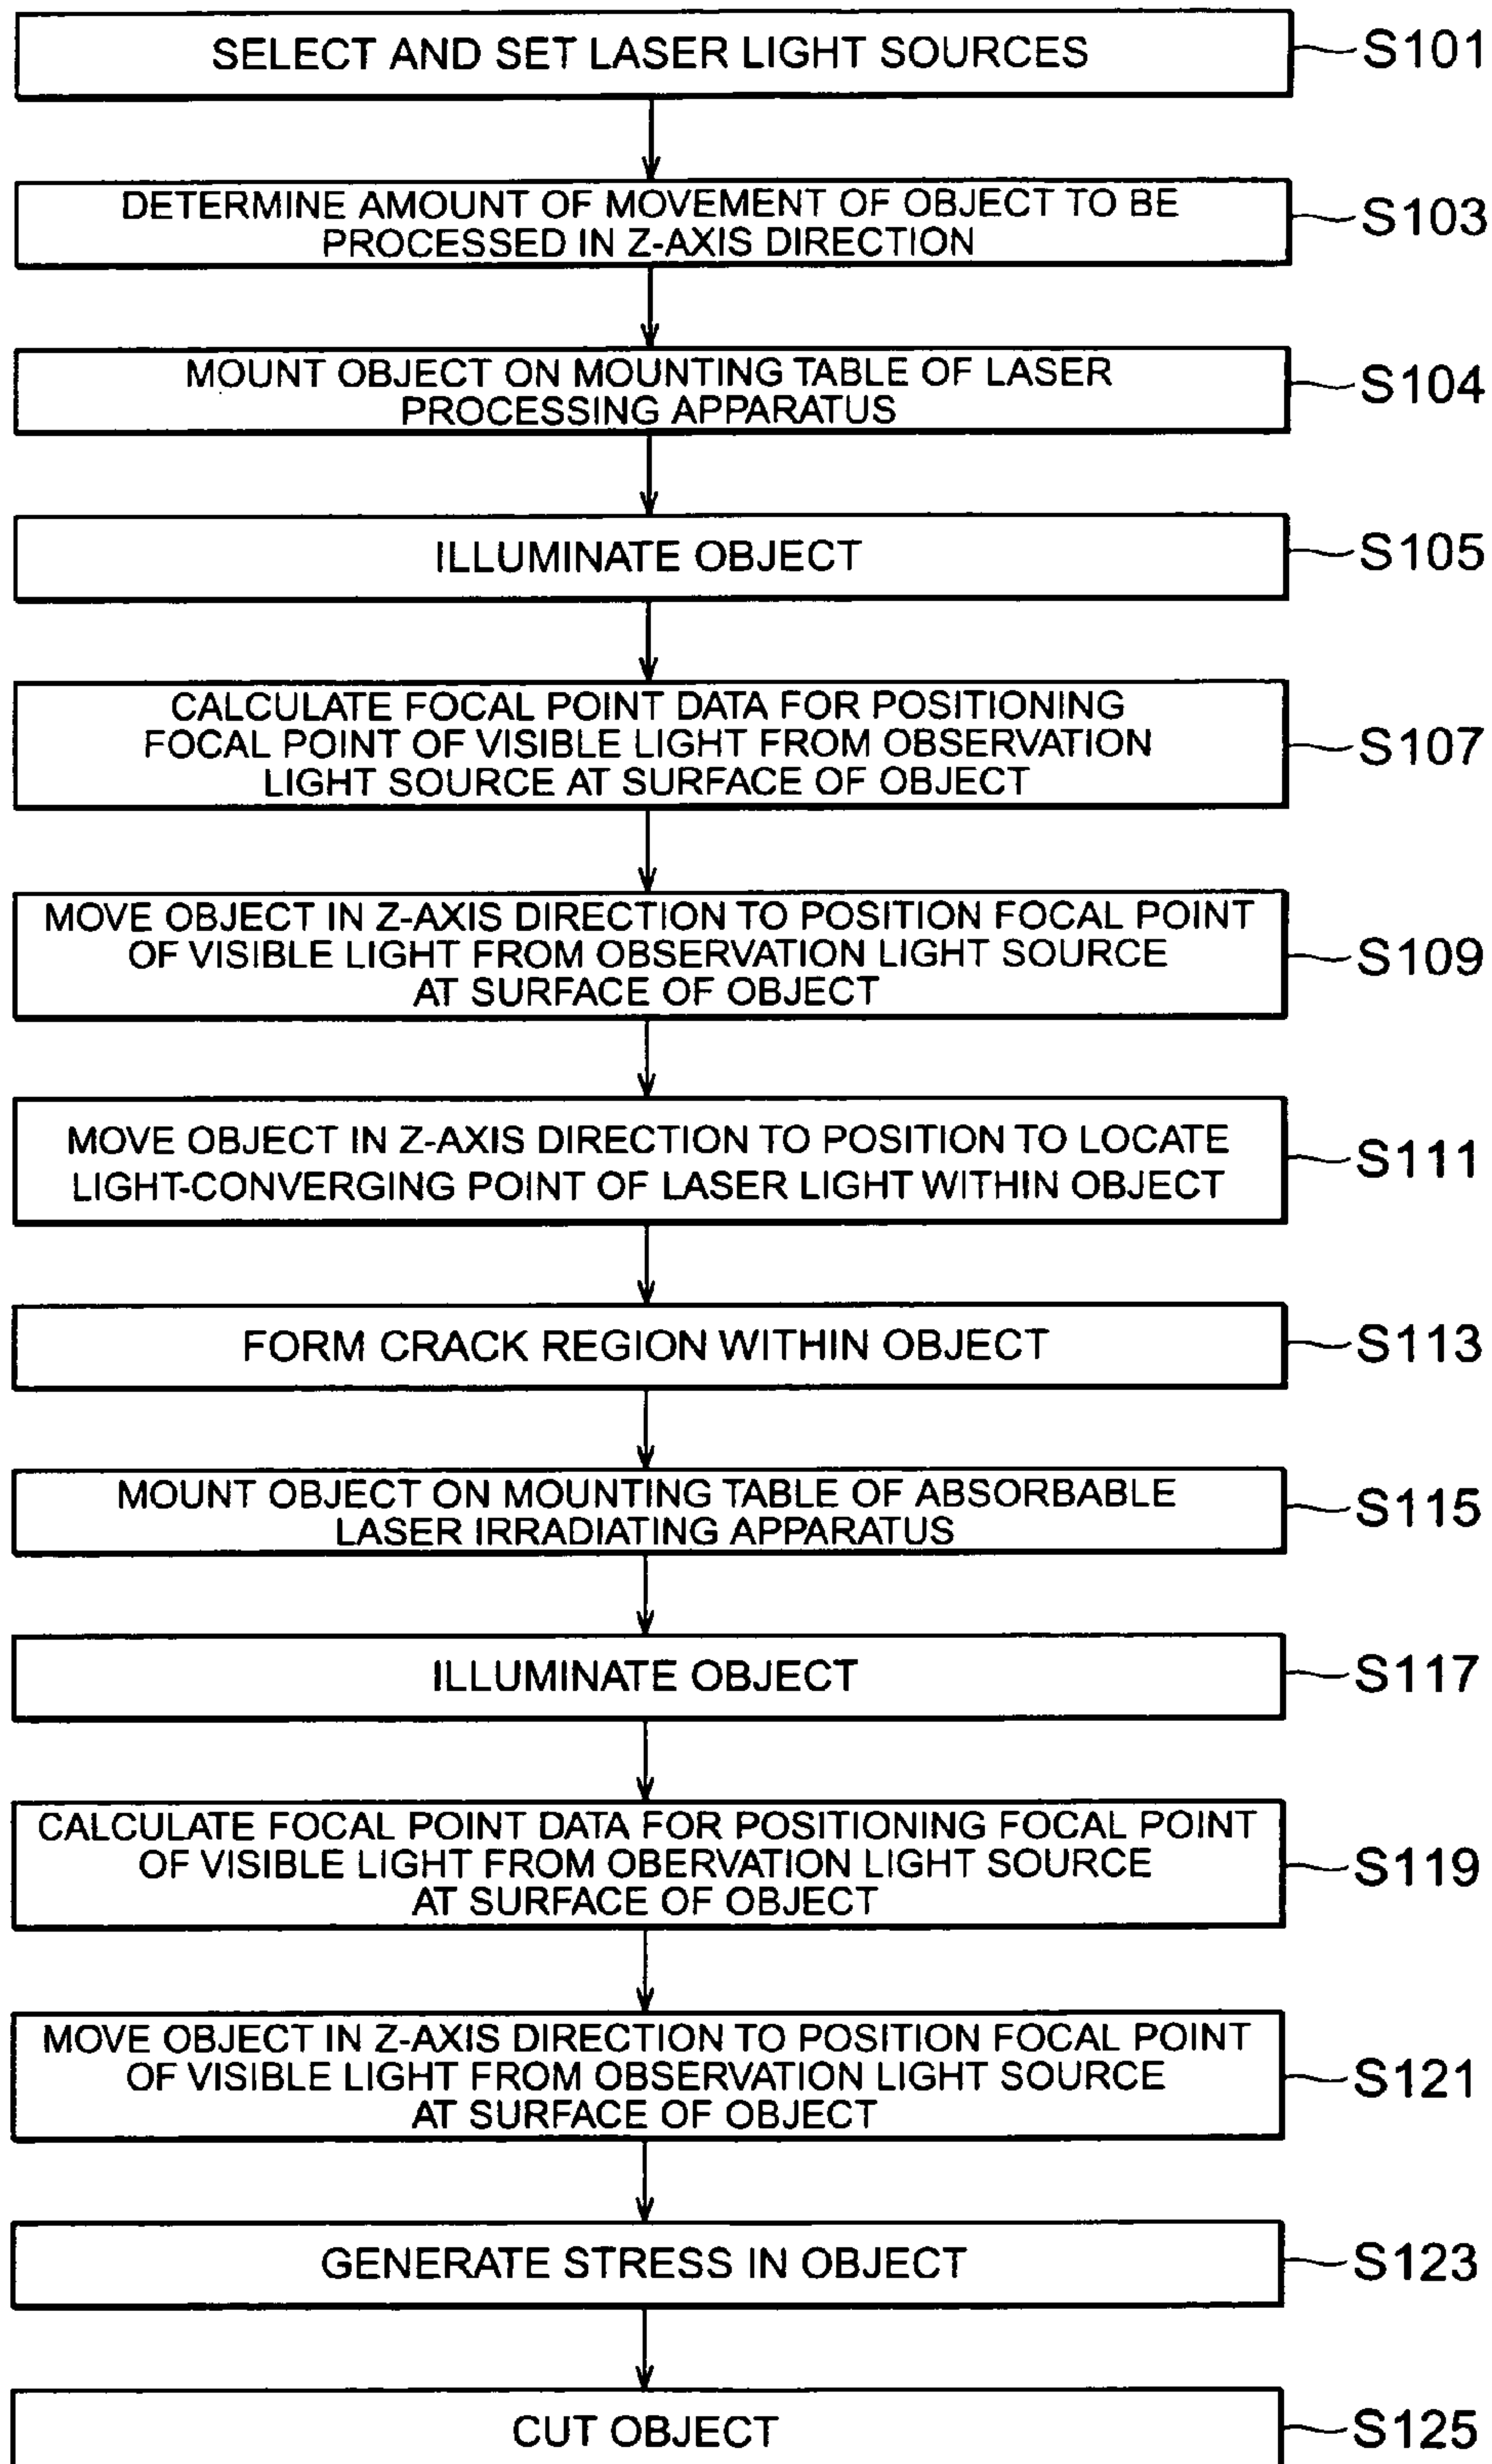 SELECT AND SET LASER LIGHT SOURCES
S101
DETERMINE AMOUNT OF MOVEMENT OF OBJECT TO BE
PROCESSED IN Z-AXIS DIRECTION
S103
MOUNT OBJECT ON MOUNTING TABLE OF LASER
PROCESSING APPARATUS
S104
ILLUMINATE OBJECT
S105
CALCULATE FOCAL POINT DATA FOR POSITIONING
FOCAL POINT OF VISIBLE LIGHT FROM OBSERVATION
LIGHT SOURCE AT SURFACE OF OBJECT
S107
MOVE OBJECT IN Z-AXIS DIRECTION TO POSITION FOCAL POINT
OF VISIBLE LIGHT FROM OBSERVATION LIGHT SOURCE
AT SURFACE OF OBJECT
S109
MOVE OBJECT IN Z-AXIS DIRECTION TO POSITION TO LOCATE
LIGHT-CONVERGING POINT OF LASER LIGHT WITHIN OBJECT
S111
FORM CRACK REGION WITHIN OBJECT
S113
MOUNT OBJECT ON MOUNTING TABLE OF ABSORBABLE
LASER IRRADIATING APPARATUS
S115
ILLUMINATE OBJECT
S117
CALCULATE FOCAL POINT DATA FOR POSITIONING FOCAL POINT
OF VISIBLE LIGHT FROM OBERVATION LIGHT SOURCE
AT SURFACE OF OBJECT
S119
MOVE OBJECT IN Z-AXIS DIRECTION TO POSITION FOCAL POINT
OF VISIBLE LIGHT FROM OBSERVATION LIGHT SOURCE
AT SURFACE OF OBJECT
S121
GENERATE STRESS IN OBJECT
S123
CUT OBJECT
S125